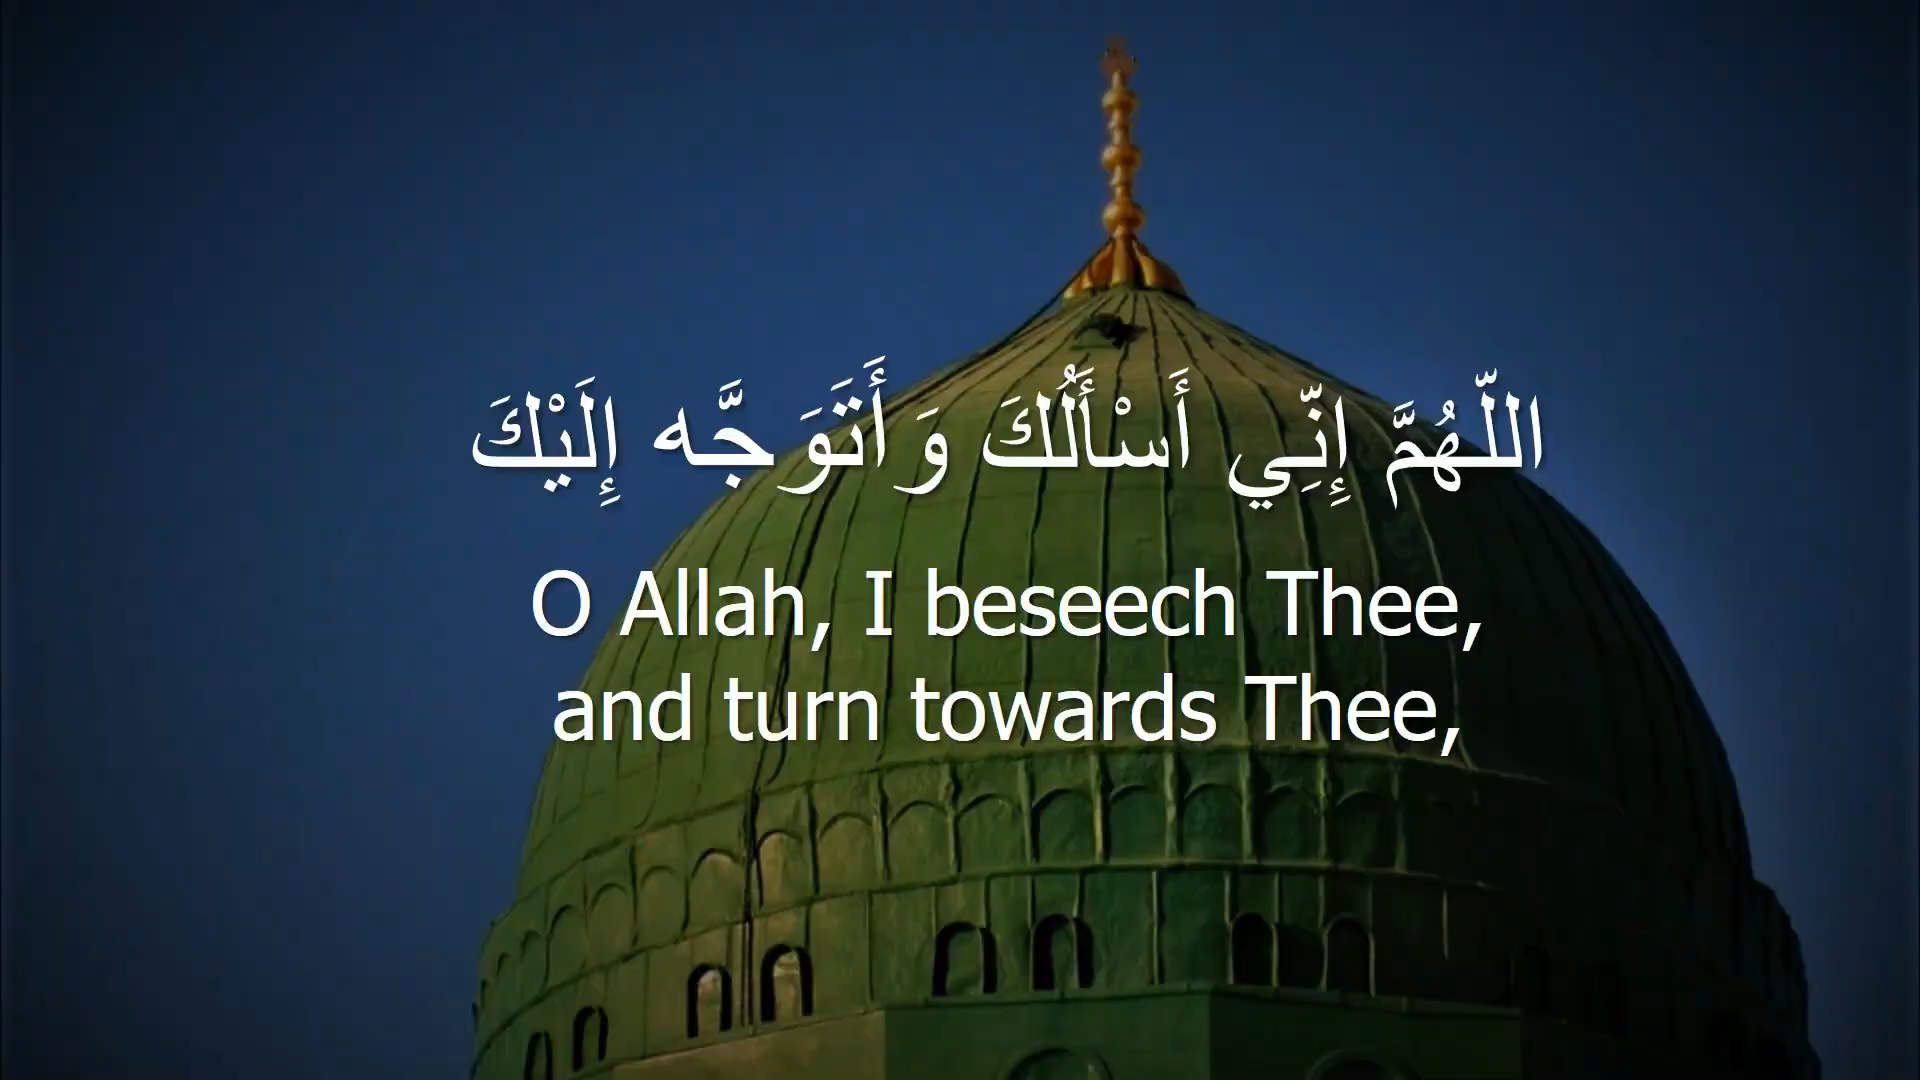 اللّهُمَّ إِنِّي أَسْأَلُكَ وَ أَتَوَجَّه إِلَيْكَ
O Allah, I beseech Thee,
and turn towards Thee,